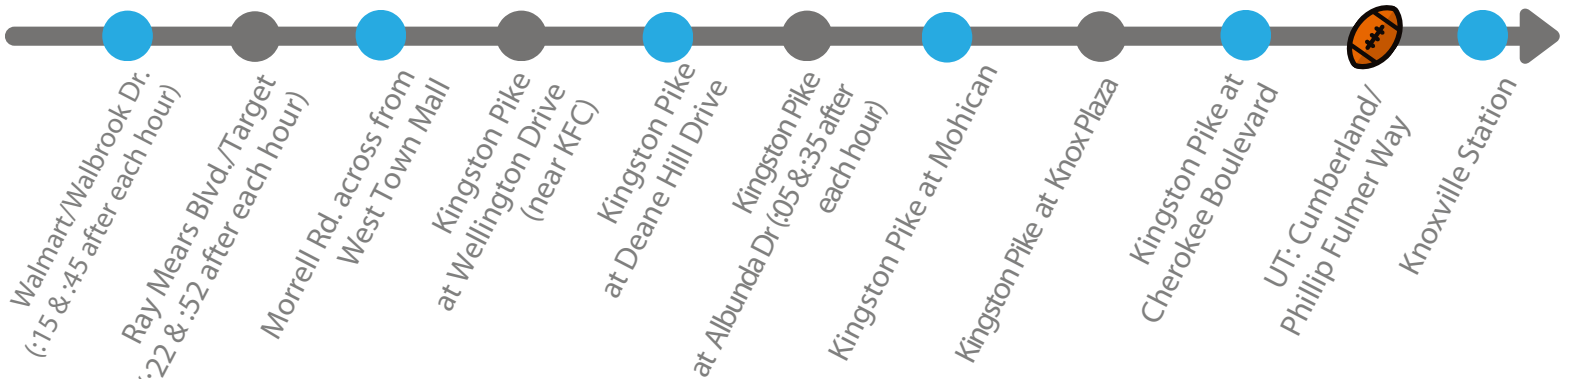 Walmart/Walbrook Dr.
(:15 & :45 after each hour)
Ray Mears Blvd./Target
(:22 & :52 after each hour)
Morrell Rd. across from
West Town Mall
Kingston Pike
at Wellington Drive
(near KFC)
Kingston Pike
at Deane Hill Drive
Kingston Pike
at Albunda Dr (:05 & :35 after
each hour)
Kingston Pike at Mohican
Kingston Pike at Knox Plaza
Kingston Pike at
Cherokee Boulevard
UT: Cumberland/
Phillip Fulmer Way
Knoxville Station